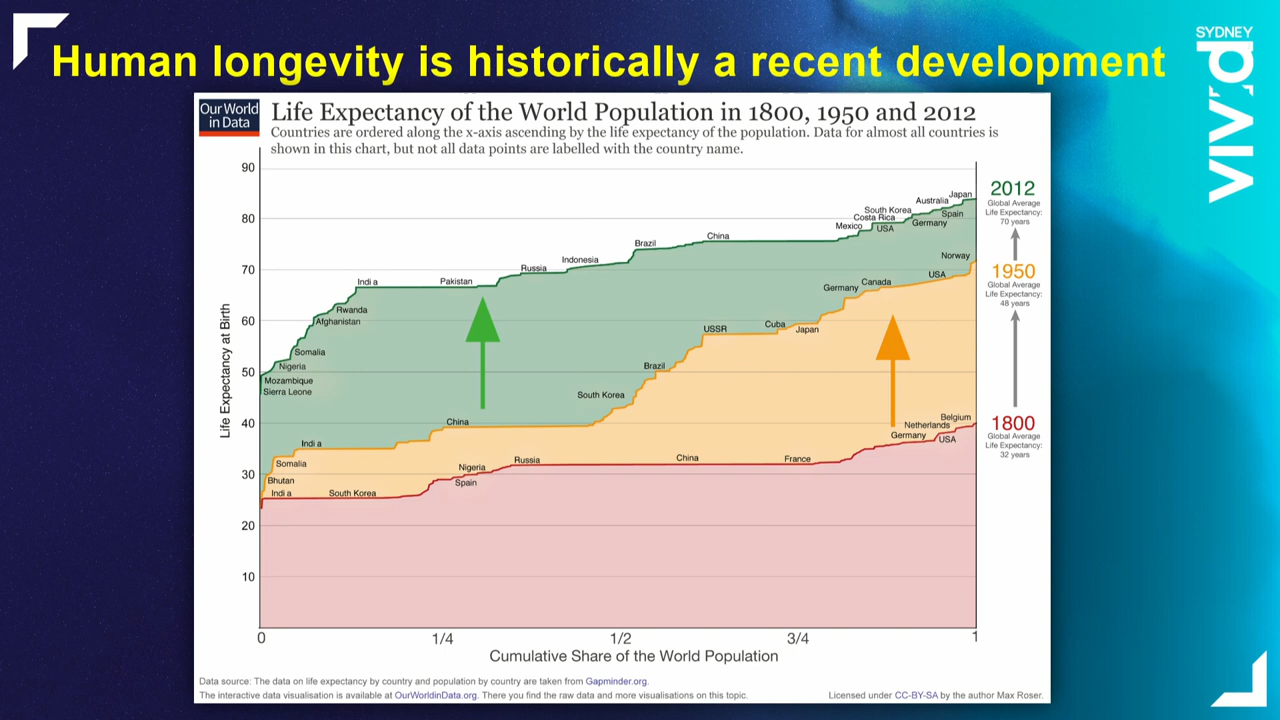 Human longevity is historically a recent development
SYDNEY
VIVID
Our World
in Data
Life Expectancy of the World Population in 1800, 1950 and 2012
Countries are ordered along the x-axis ascending by the life expectancy of the population. Data for almost all countries is
shown in this chart, but not all data points are labelled with the country name.
Life Expectancy at Birth
90
80
70
60
50
40
30
20
10
Japan
Australia
Spain
South Korea
Costa Rica
Germany
Mexico
USA
China
Brazil
Indonesia
Russia
Pakistan
Indi a
Rwanda
Afghanistan
Somalia
Nigeria
Mozambique
Sierra Leone
Norway
USA
Canada
Germany
Cuba
Japan
USSR
Brazil
South Korea
China
Indi a
Somalia
Bhutan
Belgium
Netherlands
Germany
USA
France
China
Russia
Nigeria
Spain
South Korea
Indi a
2012
Global Average
Life Expectancy:
70 years
1950
Global Average
Life Expectancy:
48 years
1800
Global Average
Life Expectancy:
32 years
0 1/4 1/2 3/4 1
Cumulative Share of the World Population
Data source: The data on life expectancy by country and population by country are taken from Gapminder.org.
The interactive data visualisation is available at OurWorldinData.org. There you find the raw data and more visualisations on this topic.
Licensed under CC-BY-SA by the author Max Roser.